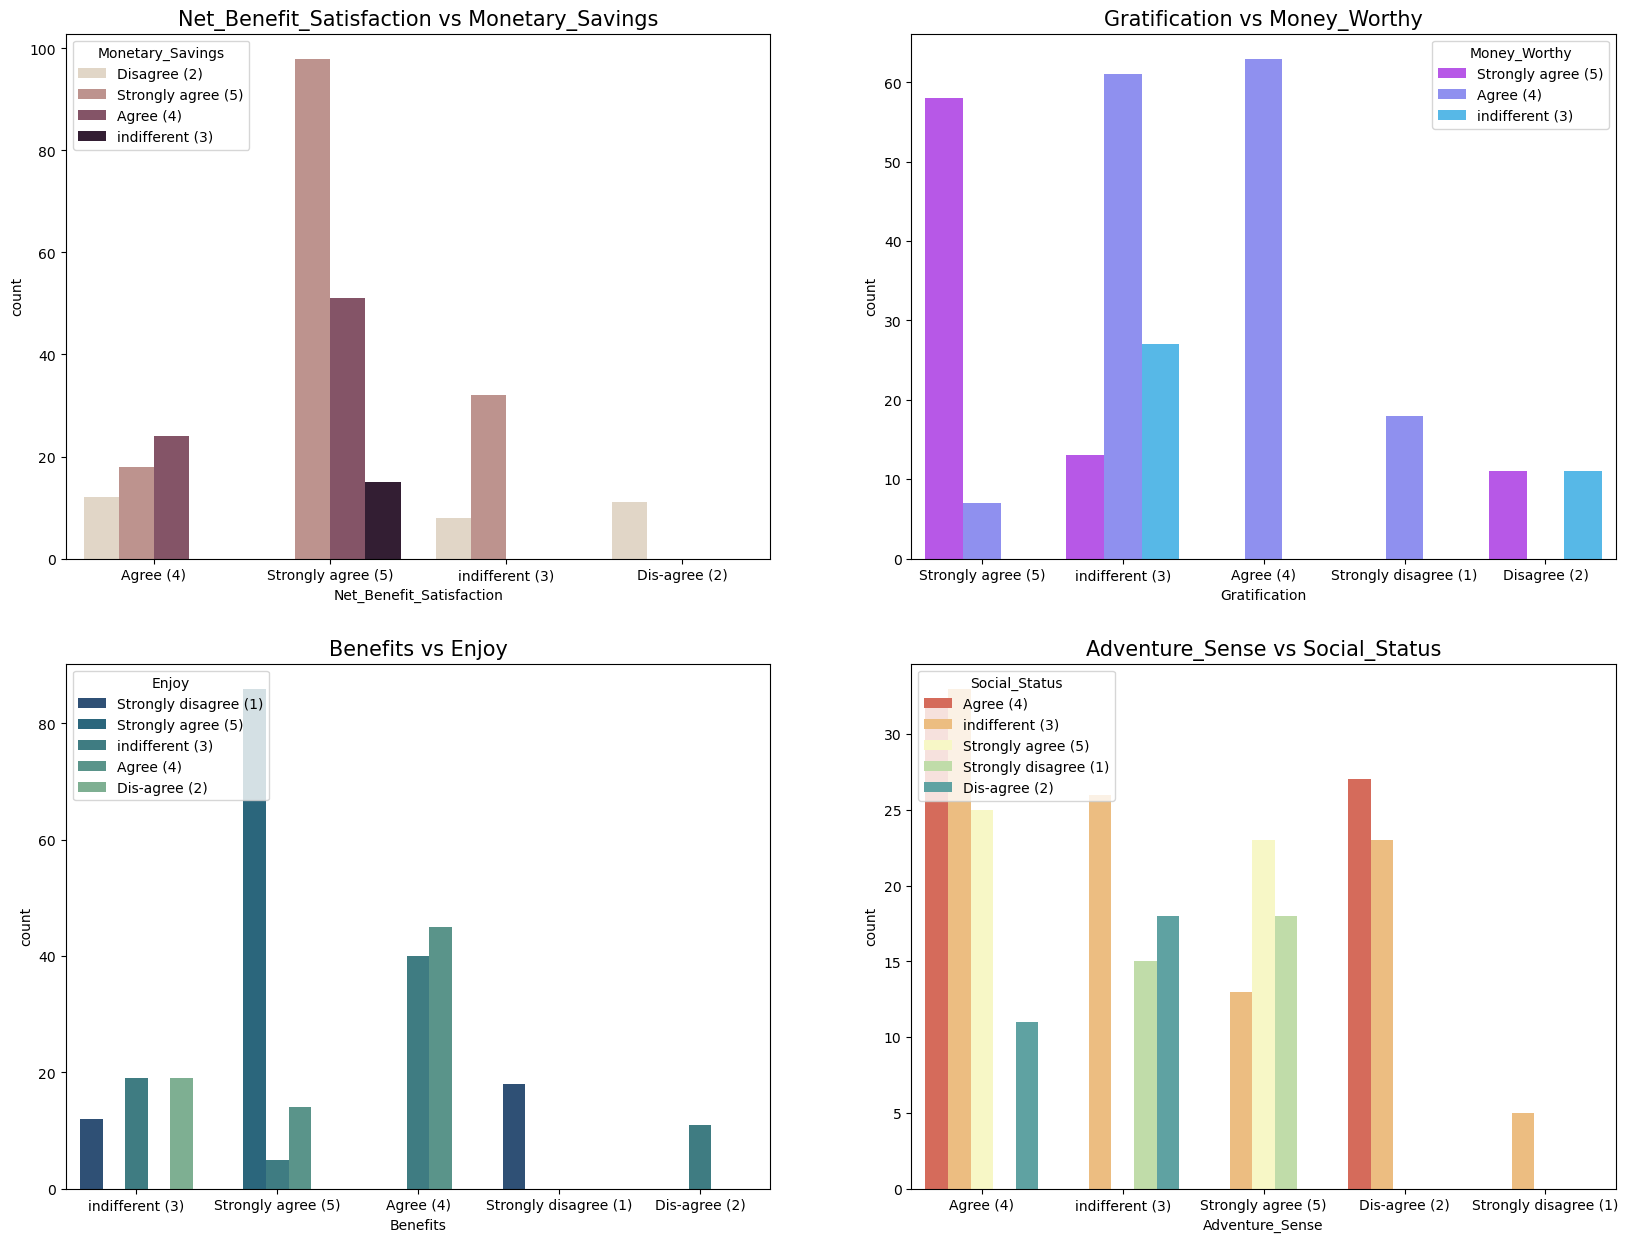 Net_Benefit_Satisfaction vs Monetary_Savings
Monetary_Savings
Disagree (2)
Strongly agree (5)
Agree (4)
indifferent (3)
100
80
60
40
20
0
count
Agree (4)
Strongly agree (5)
indifferent (3)
Dis-agree (2)
Net_Benefit_Satisfaction
Gratification vs Money_Worthy
Money_Worthy
Strongly agree (5)
Agree (4)
indifferent (3)
60
50
40
30
20
10
0
count
Strongly agree (5)
indifferent (3)
Agree (4)
Strongly disagree (1)
Disagree (2)
Gratification
Benefits vs Enjoy
Enjoy
Strongly disagree (1)
Strongly agree (5)
indifferent (3)
Agree (4)
Dis-agree (2)
80
60
40
20
0
count
indifferent (3)
Strongly agree (5)
Agree (4)
Strongly disagree (1)
Dis-agree (2)
Benefits
Adventure_Sense vs Social_Status
Social_Status
Agree (4)
indifferent (3)
Strongly agree (5)
Strongly disagree (1)
Dis-agree (2)
30
25
20
15
10
5
0
count
Agree (4)
indifferent (3)
Strongly agree (5)
Dis-agree (2)
Strongly disagree (1)
Adventure_Sense